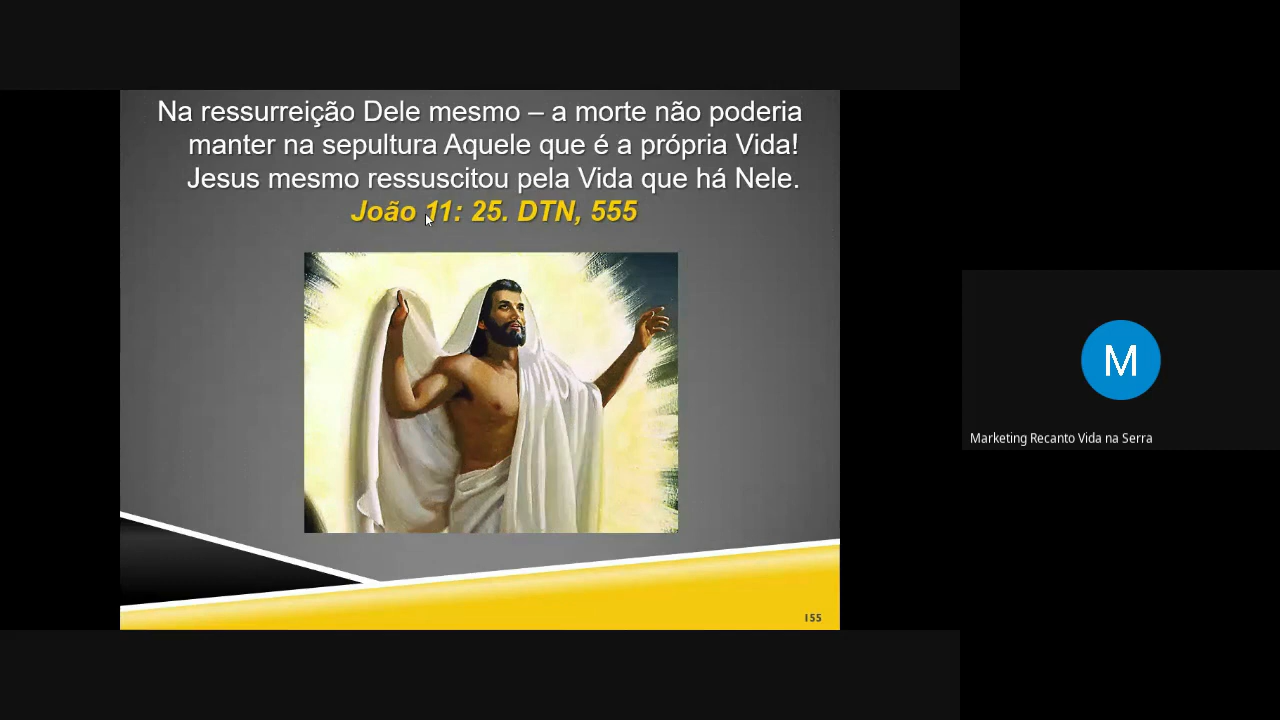 Na ressurreição Dele mesmo – a morte não poderia
manter na sepultura Aquele que é a própria Vida!
Jesus mesmo ressuscitou pela Vida que há Nele.
João 11: 25. DTN, 555
M
Marketing Recanto Vida na Serra
155